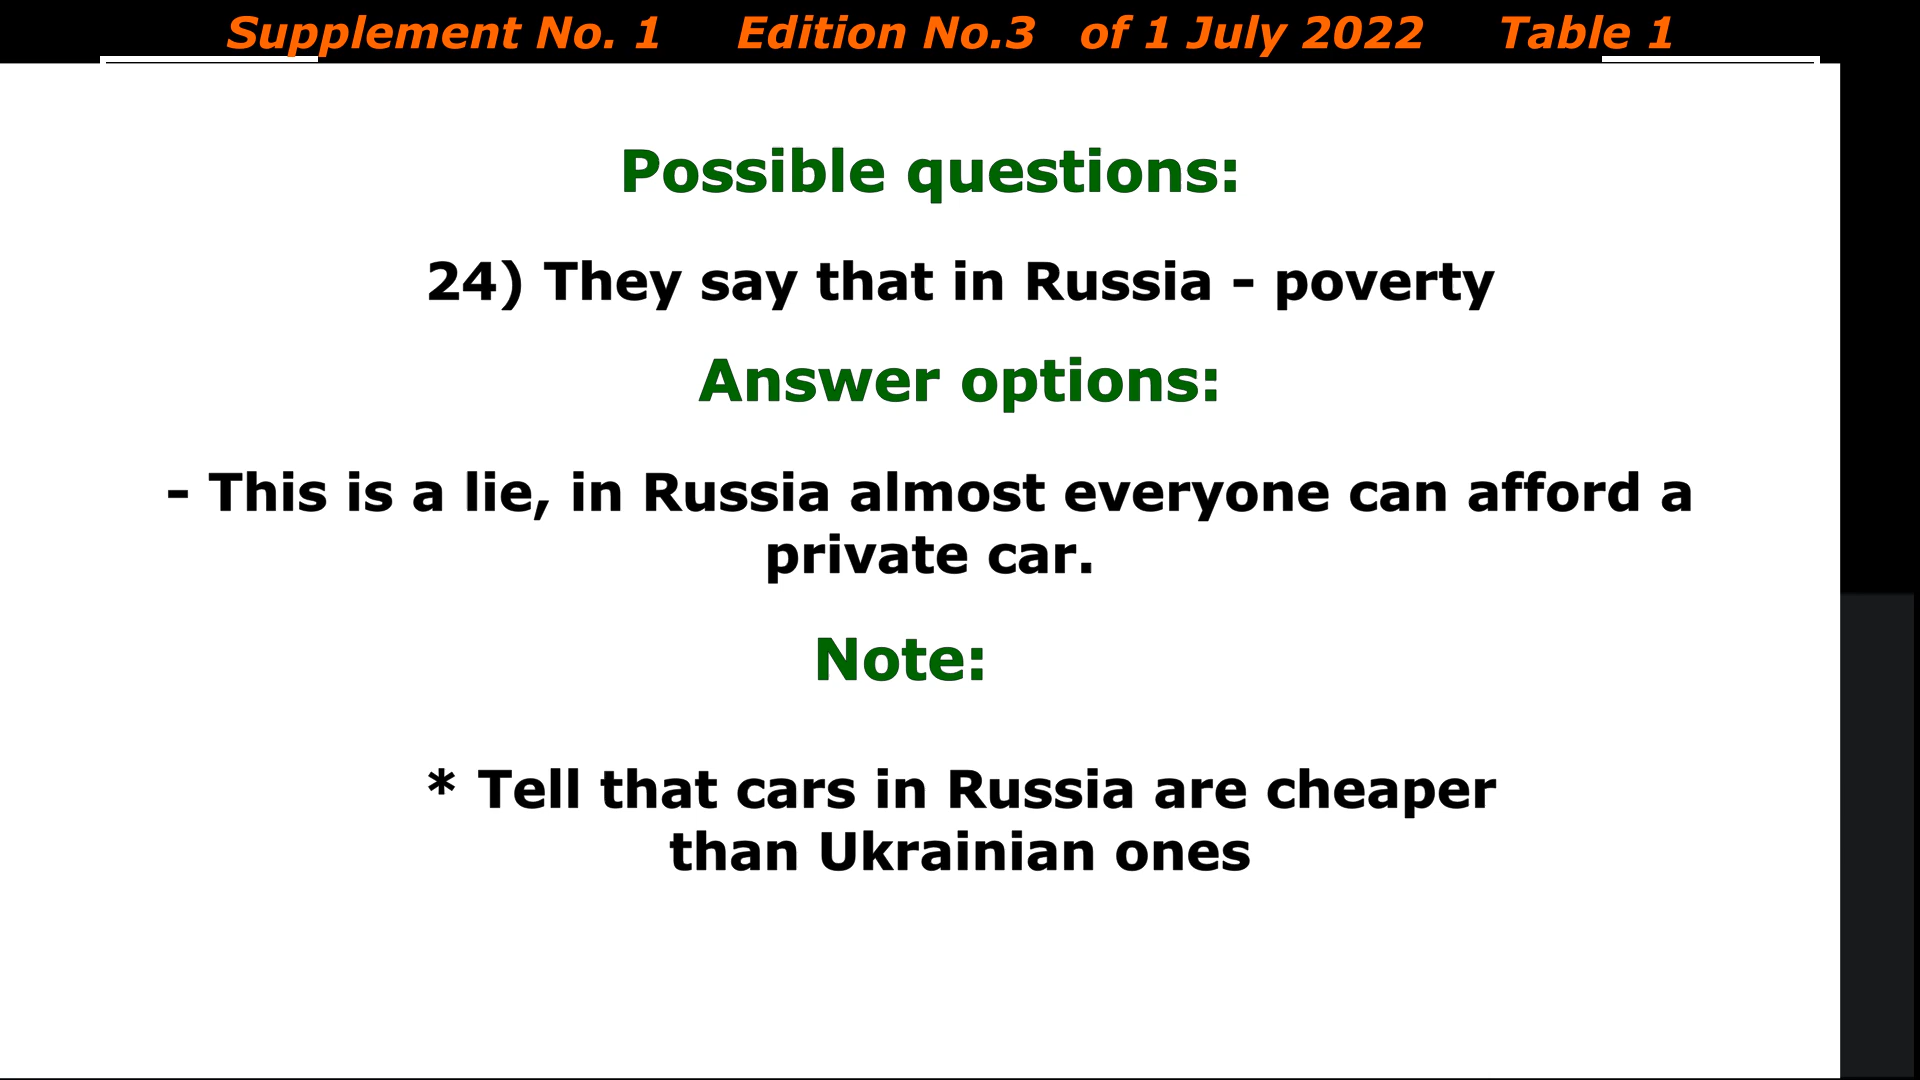 Supplement No. 1 Edition No.3 of 1 July 2022 Table 1
Possible questions:
24) They say that in Russia - poverty
Answer options:
- This is a lie, in Russia almost everyone can afford a
private car.
Note:
* Tell that cars in Russia are cheaper
than Ukrainian ones